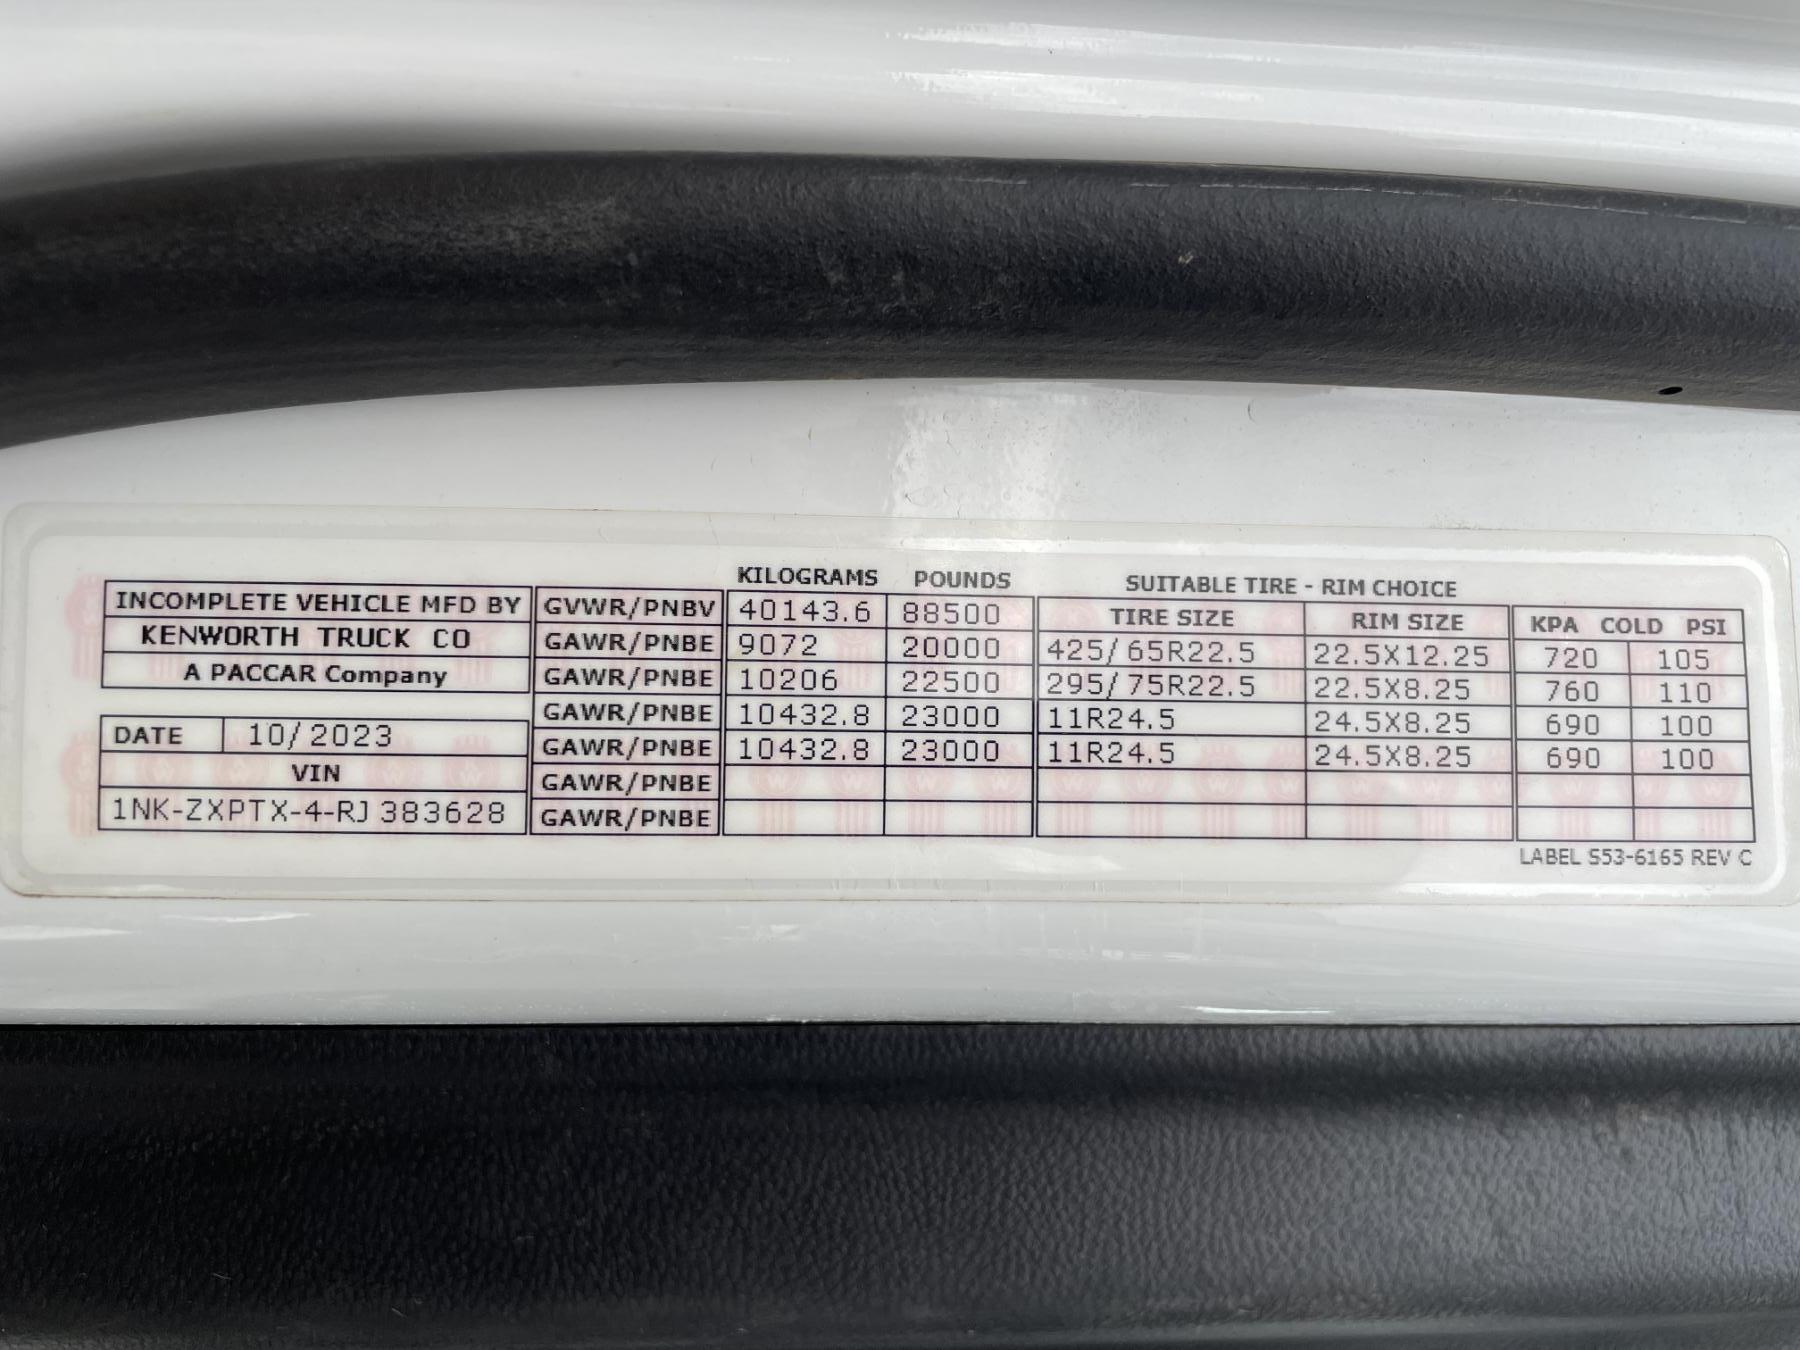 KILOGRAMS POUNDS SUITABLE TIRE - RIM CHOICE
INCOMPLETE VEHICLE MFD BY
KENWORTH TRUCK CO
A PACCAR Company
DATE 10/2023
VIN
1NK-ZXPTX-4-RJ383628
GVWR/PNBV 40143.6 88500 TIRE SIZE RIM SIZE KPA COLD PSI
GAWR/PNBE 9072 20000 425/65R22.5 22.5X12.25 720 105
GAWR/PNBE 10206 22500 295/75R22.5 22.5X8.25 760 110
GAWR/PNBE 10432.8 23000 11R24.5 24.5X8.25 690 100
GAWR/PNBE 10432.8 23000 11R24.5 24.5X8.25 690 100
GAWR/PNBE
GAWR/PNBE
LABEL S53-6165 REV C